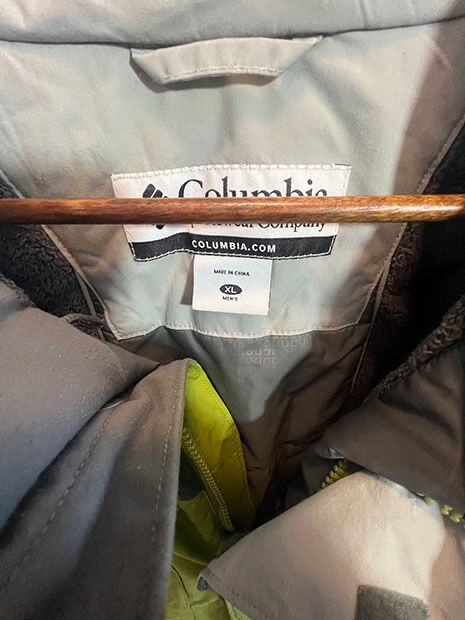 Columbia
Sportswear Company
COLUMBIA.COM
MADE IN CHINA
XL
MEN'S